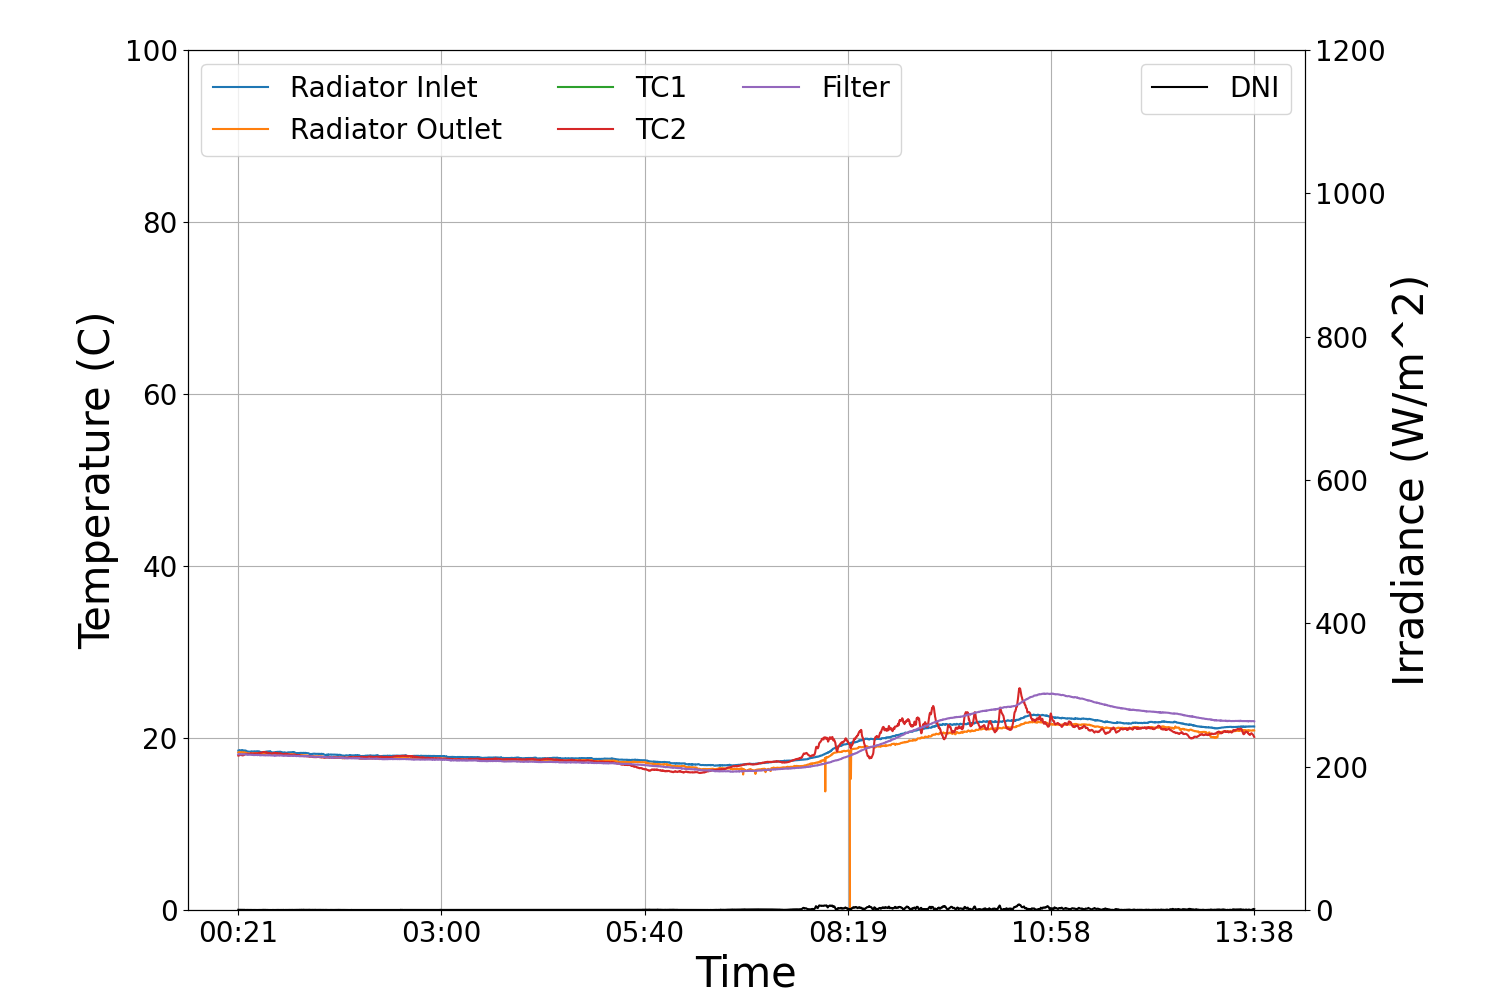 Radiator Inlet
Radiator Outlet
TC1
TC2
Filter
DNI
Temperature (C)
100
80
60
40
20
0
1200
1000
800
600
400
200
0
Irradiance (W/m^2)
00:21 03:00 05:40 08:19 10:58 13:38
Time